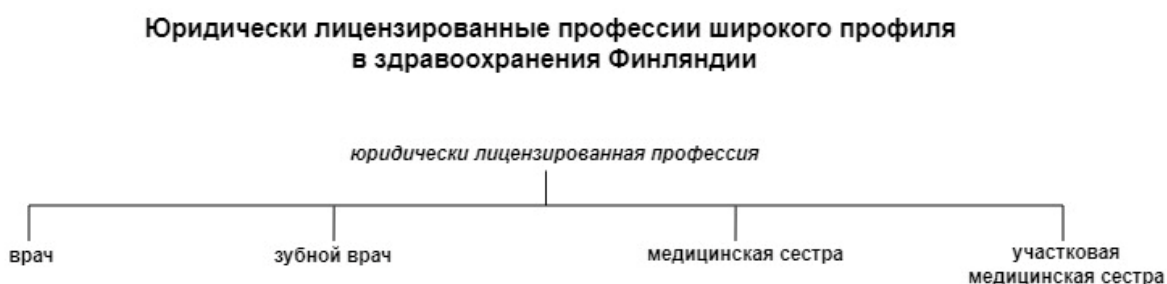 Юридически лицензированные профессии широкого профиля
в здравоохранения Финляндии
юридически лицензированная профессия
врач
зубной врач
медицинская сестра
участковая
медицинская сестра